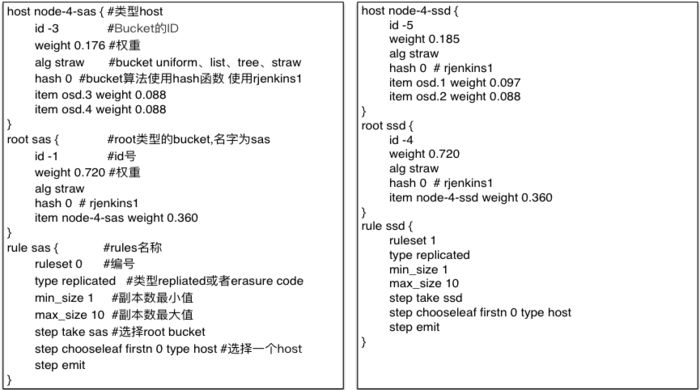 host node-4-sas { #类型host
id -3 #Bucket的ID
weight 0.176 #权重
alg straw #bucket uniform、list、tree、straw
hash 0 #bucket算法使用hash函数 使用rjenkins1
item osd.3 weight 0.088
item osd.4 weight 0.088
}
root sas { #root类型的bucket,名字为sas
id -1 #id号
weight 0.720 #权重
alg straw
hash 0 # rjenkins1
item node-4-sas weight 0.360
}
rule sas { #rules名称
ruleset 0 #编号
type replicated #类型repliated或者erasure code
min_size 1 #副本数最小值
max_size 10 #副本数最大值
step take sas #选择root bucket
step chooseleaf firstn 0 type host #选择一个host
step emit
}
host node-4-ssd {
id -5
weight 0.185
alg straw
hash 0 # rjenkins1
item osd.1 weight 0.097
item osd.2 weight 0.088
}
root ssd {
id -4
weight 0.720
alg straw
hash 0 # rjenkins1
item node-4-ssd weight 0.360
}
rule ssd {
ruleset 1
type replicated
min_size 1
max_size 10
step take ssd
step chooseleaf firstn 0 type host
step emit
}